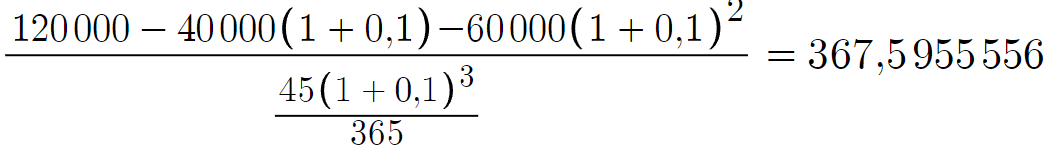 120 000 − 40 000(1 + 0,1) −60 000(1 + 0,1)² = 367,5 955 556
45(1 + 0,1)³
365